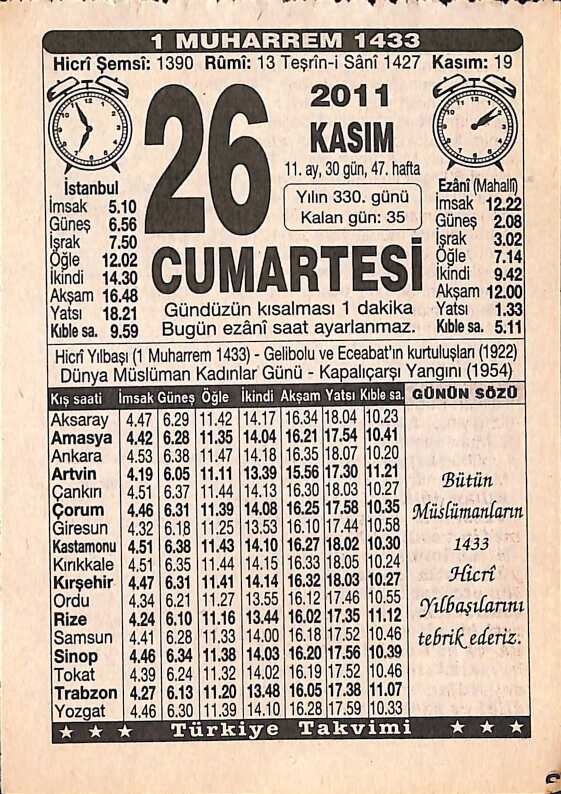 1 MUHARREM 1433
Hicrî Şemsî: 1390 Rûmî: 13 Teşrîn-i Sânî 1427 Kasım: 19
26
2011
KASIM
11. ay, 30 gün, 47. hafta
Yılın 330. günü
Kalan gün: 35
CUMARTESİ
Gündüzün kısalması 1 dakika
Bugün ezânî saat ayarlanmaz.
İstanbul
İmsak 5.10
Güneş 6.56
İşrak 7.50
Öğle 12.02
İkindi 14.30
Akşam 16.48
Yatsı 18.21
Kıble sa. 9.59
Ezânî (Mahallî)
İmsak 12.22
Güneş 2.08
İşrak 3.02
Öğle 7.14
İkindi 9.42
Akşam 12.00
Yatsı 1.33
Kıble sa. 5.11
Hicrî Yılbaşı (1 Muharrem 1433) - Gelibolu ve Eceabat'ın kurtuluşları (1922)
Dünya Müslüman Kadınlar Günü - Kapalıçarşı Yangını (1954)
Kış saati İmsak Güneş Öğle İkindi Akşam Yatsı Kıble sa.
Aksaray 4.47 6.29 11.42 14.17 16.34 18.04 10.23
Amasya 4.42 6.28 11.35 14.04 16.21 17.54 10.41
Ankara 4.53 6.38 11.47 14.18 16.35 18.07 10.20
Artvin 4.19 6.05 11.11 13.39 15.56 17.30 11.21
Çankırı 4.51 6.37 11.44 14.13 16.30 18.03 10.27
Çorum 4.46 6.31 11.39 14.08 16.25 17.58 10.35
Giresun 4.32 6.18 11.25 13.53 16.10 17.44 10.58
Kastamonu 4.51 6.38 11.43 14.10 16.27 18.02 10.30
Kırıkkale 4.51 6.35 11.44 14.15 16.33 18.05 10.24
Kırşehir 4.47 6.31 11.41 14.14 16.32 18.03 10.27
Ordu 4.34 6.21 11.27 13.55 16.12 17.46 10.55
Rize 4.24 6.10 11.16 13.44 16.02 17.35 11.12
Samsun 4.41 6.28 11.33 14.00 16.18 17.52 10.46
Sinop 4.46 6.34 11.38 14.03 16.20 17.56 10.39
Tokat 4.39 6.24 11.32 14.02 16.19 17.52 10.46
Trabzon 4.27 6.13 11.20 13.48 16.05 17.38 11.07
Yozgat 4.46 6.30 11.39 14.10 16.28 17.59 10.33
GÜNÜN SÖZÜ
Bütün
Müslümanların
1433
Hicrî
Yılbaşılarını
tebrik ederiz.
Türkiye Takvimi